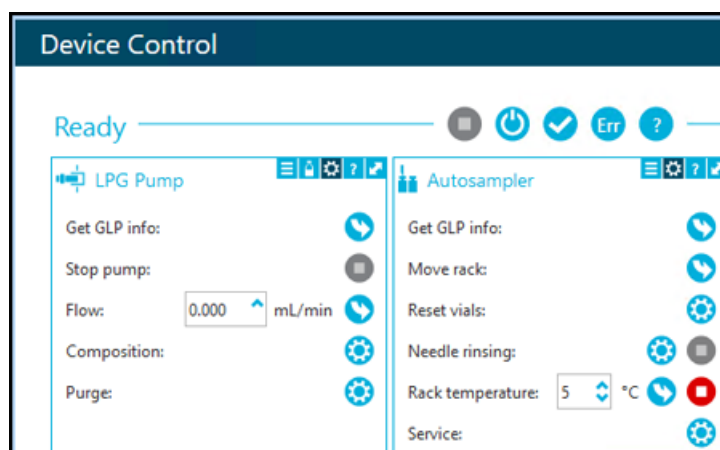 Device Control
Ready
Err ?
LPG Pump
?
Get GLP info:
Stop pump:
Flow: 0.000 mL/min
Composition:
Purge:
Autosampler
?
Get GLP info:
Move rack:
Reset vials:
Needle rinsing:
Rack temperature: 5 °C
Service: